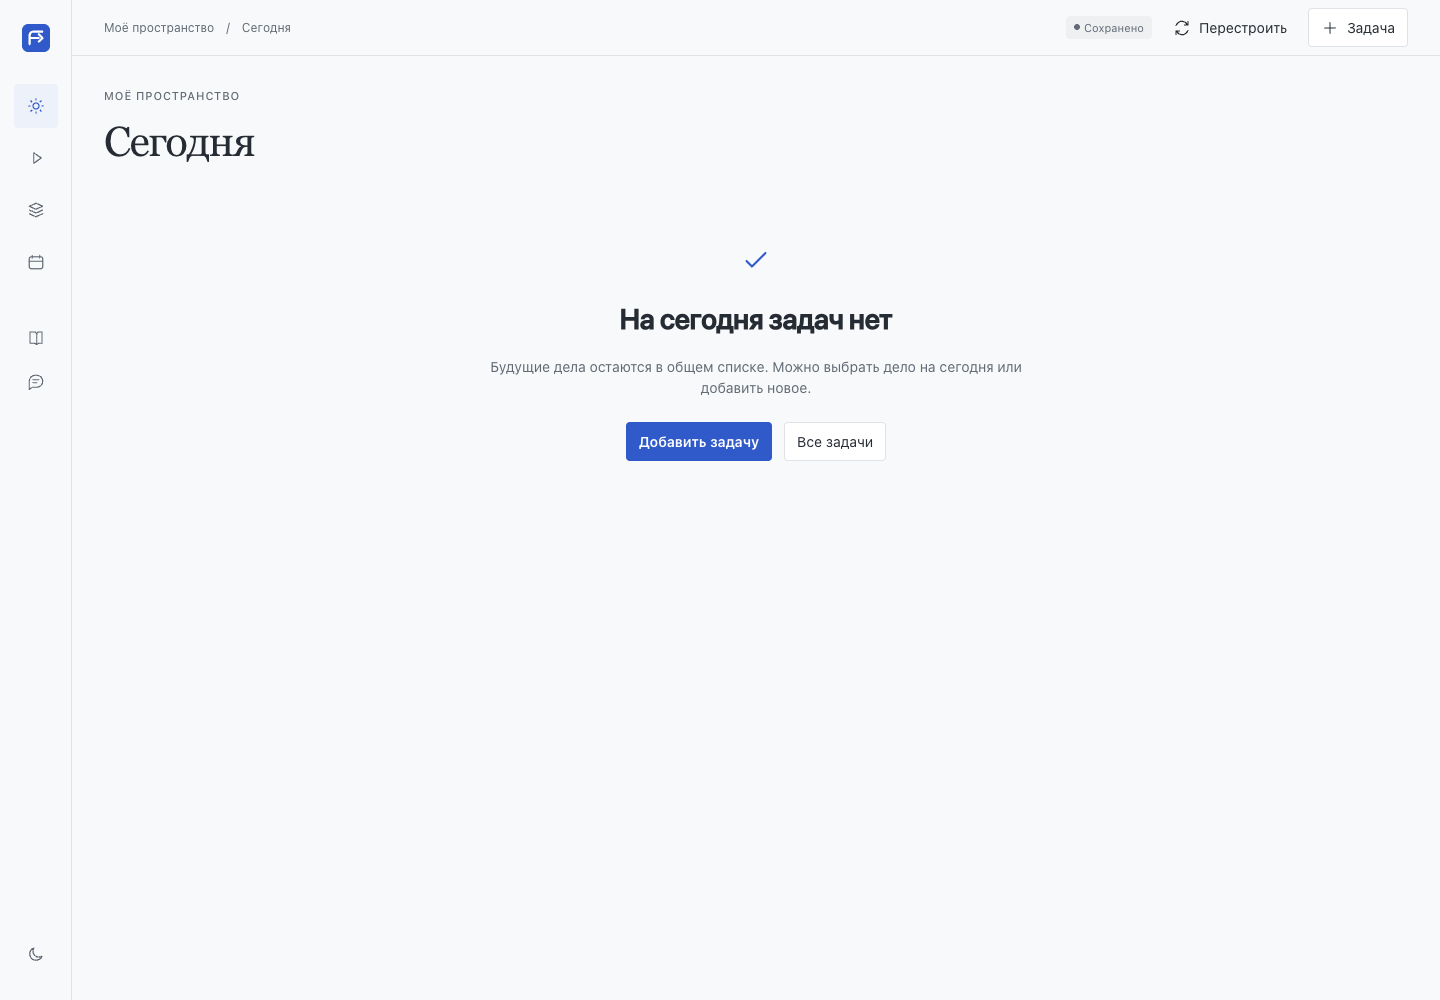 Моё пространство / Сегодня
Сохранено
Перестроить
Задача
МОЁ ПРОСТРАНСТВО
Сегодня
На сегодня задач нет
Будущие дела остаются в общем списке. Можно выбрать дело на сегодня или
добавить новое.
Добавить задачу
Все задачи